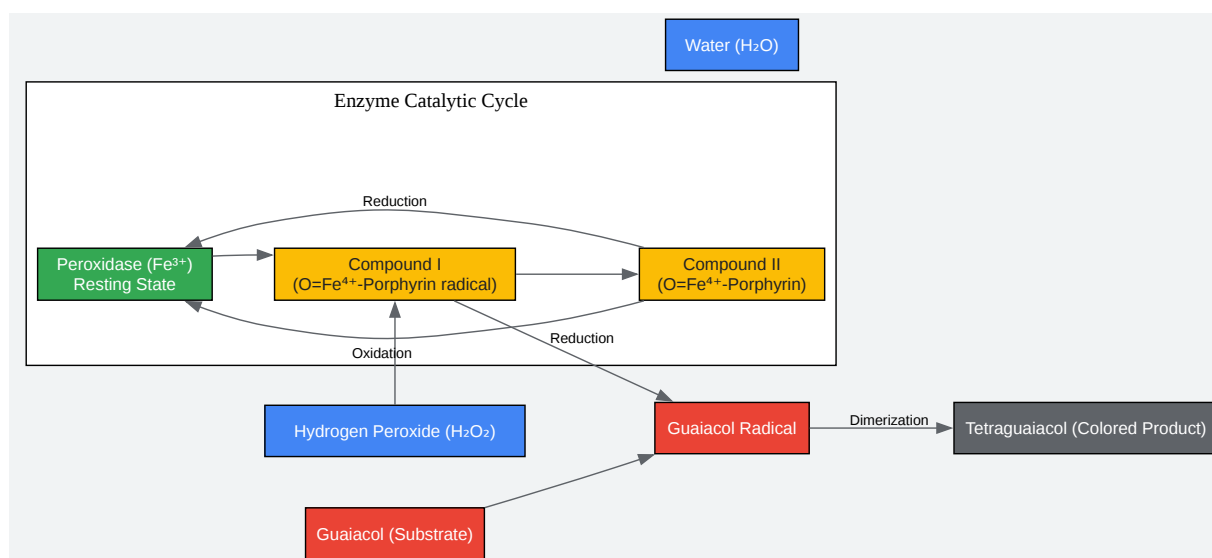 Water (H₂O)
Enzyme Catalytic Cycle
Reduction
Peroxidase (Fe³⁺)
Resting State
Compound I
(O=Fe⁴⁺-Porphyrin radical)
Compound II
(O=Fe⁴⁺-Porphyrin)
Reduction
Oxidation
Hydrogen Peroxide (H₂O₂)
Guaiacol Radical
Dimerization
Tetraguaiacol (Colored Product)
Guaiacol (Substrate)